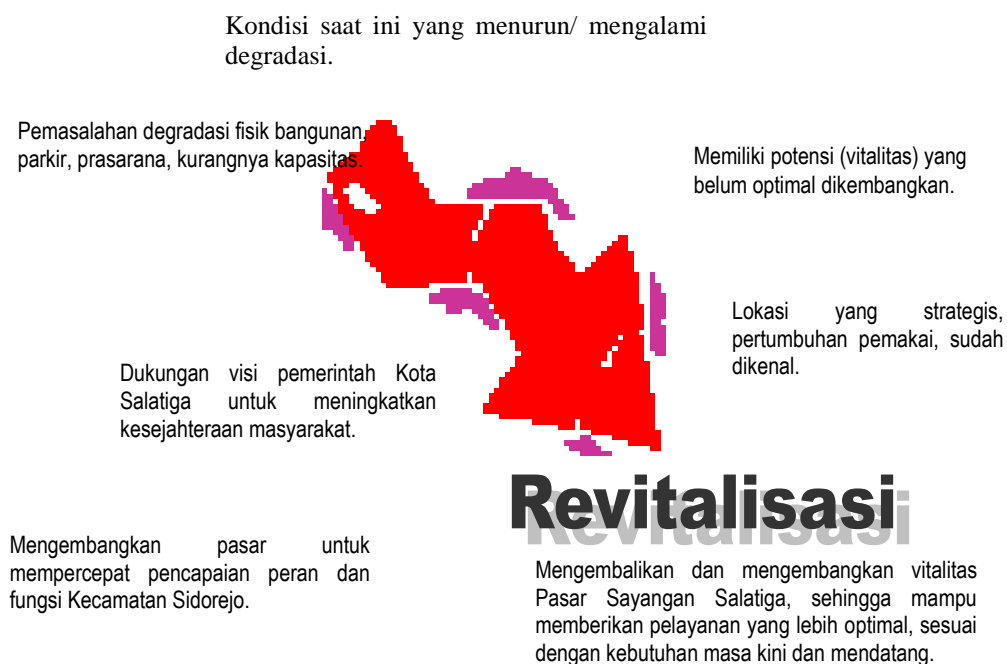 Kondisi saat ini yang menurun/ mengalami
degradasi.
Pemasalahan degradasi fisik bangunan,
parkir, prasarana, kurangnya kapasitas.
Memiliki potensi (vitalitas) yang
belum optimal dikembangkan.
Lokasi yang strategis,
pertumbuhan pemakai, sudah
dikenal.
Dukungan visi pemerintah Kota
Salatiga untuk meningkatkan
kesejahteraan masyarakat.
Revitalisasi
Mengembangkan pasar untuk
mempercepat pencapaian peran dan
fungsi Kecamatan Sidorejo.
Mengembalikan dan mengembangkan vitalitas
Pasar Sayangan Salatiga, sehingga mampu
memberikan pelayanan yang lebih optimal, sesuai
dengan kebutuhan masa kini dan mendatang.